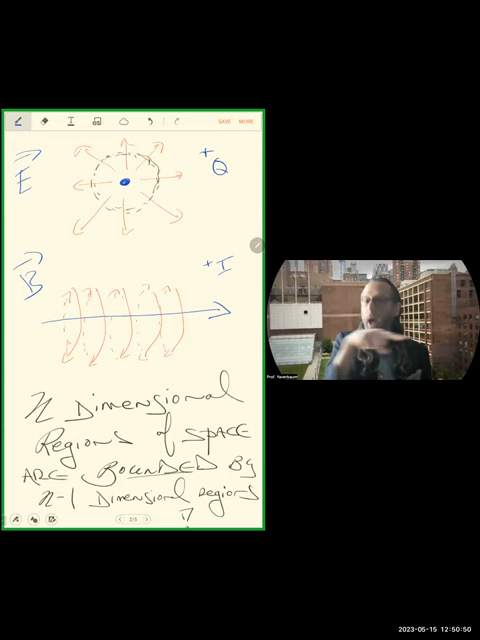 SAVE MORE
E
+Q
B
+I
n Dimensional
Regions of SPACE
ARE BOUNDED By
n-1 Dimensional regions
2/5
Prof. Yaverbaum
2023-05-15 12:50:50